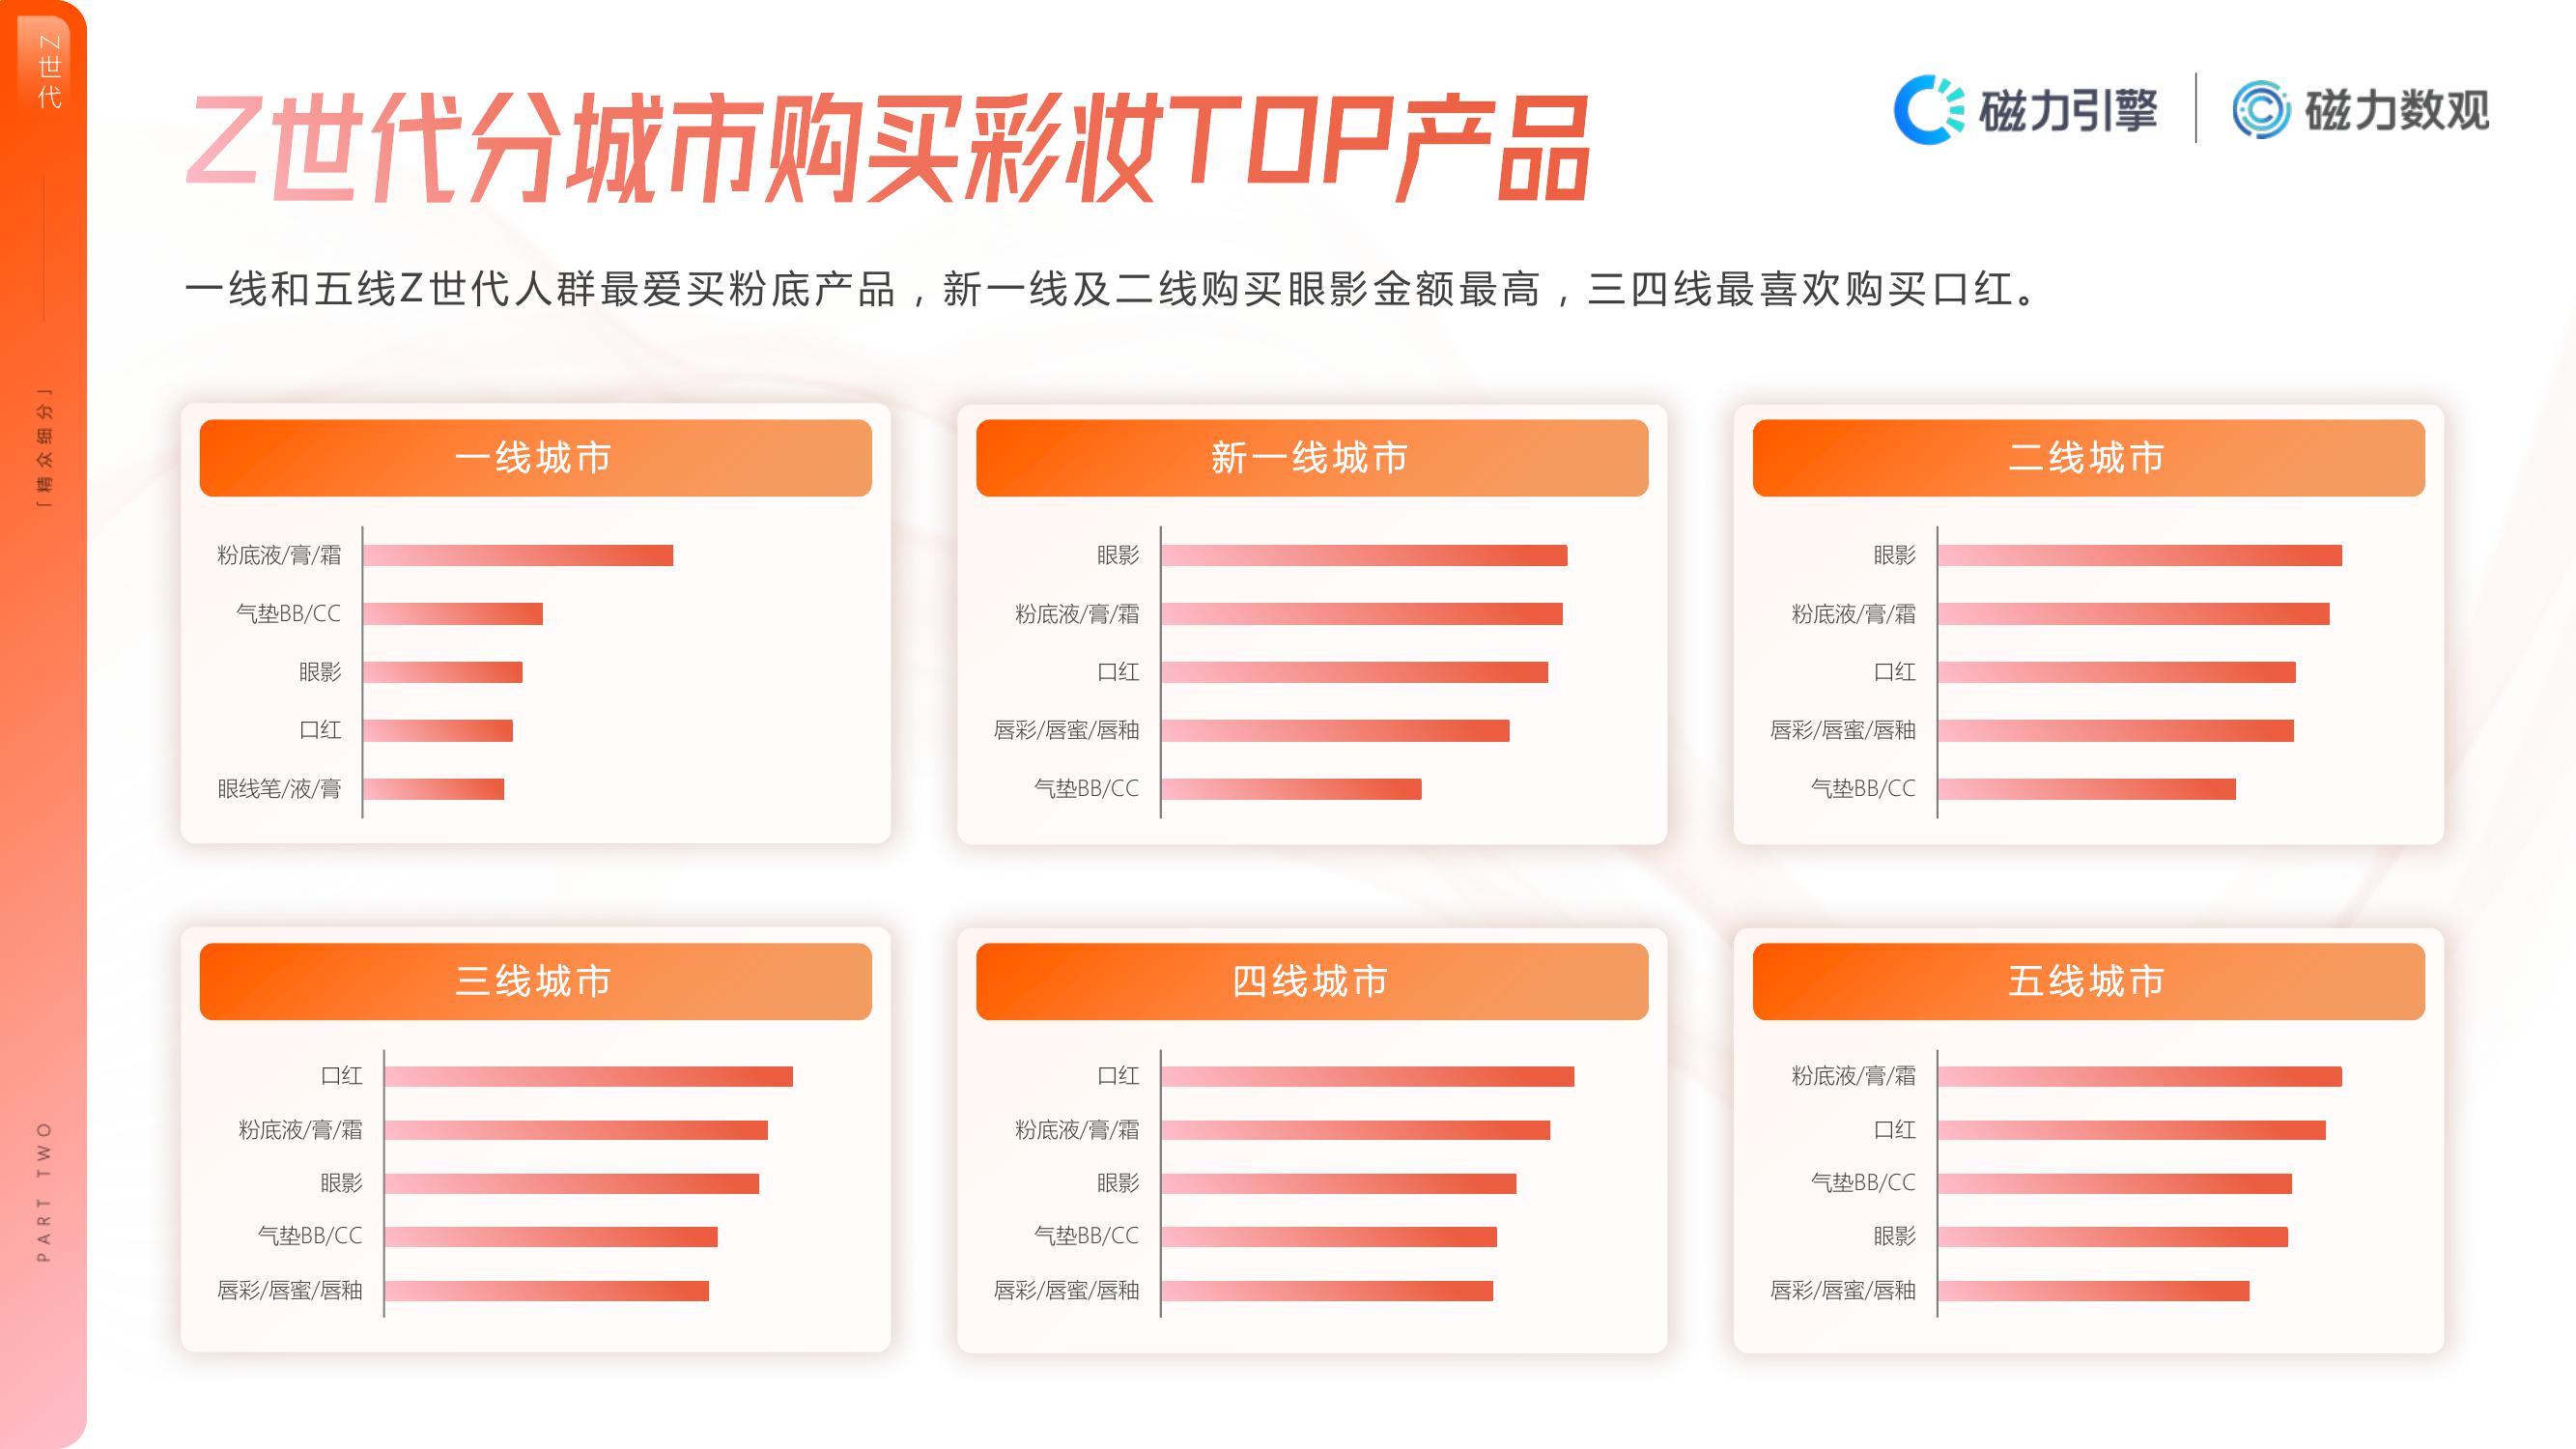 Z世代
「精众细分」
PART TWO
Z世代分城市购买彩妆TOP产品
磁力引擎
磁力数观
一线和五线Z世代人群最爱买粉底产品，新一线及二线购买眼影金额最高，三四线最喜欢购买口红。
一线城市
粉底液/膏/霜
气垫BB/CC
眼影
口红
眼线笔/液/膏
新一线城市
眼影
粉底液/膏/霜
口红
唇彩/唇蜜/唇釉
气垫BB/CC
二线城市
眼影
粉底液/膏/霜
口红
唇彩/唇蜜/唇釉
气垫BB/CC
三线城市
口红
粉底液/膏/霜
眼影
气垫BB/CC
唇彩/唇蜜/唇釉
四线城市
口红
粉底液/膏/霜
眼影
气垫BB/CC
唇彩/唇蜜/唇釉
五线城市
粉底液/膏/霜
口红
气垫BB/CC
眼影
唇彩/唇蜜/唇釉